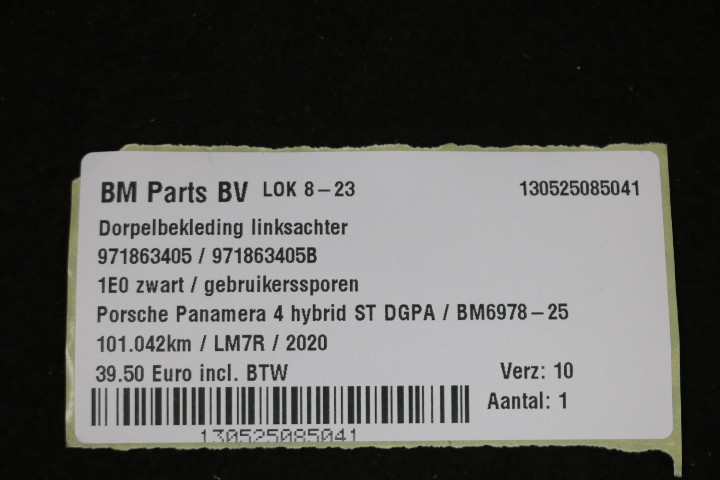 BM Parts BV LOK 8-23 130525085041
Dorpelbekleding linksachter
971863405 / 971863405B
1E0 zwart / gebruikerssporen
Porsche Panamera 4 hybrid ST DGPA / BM6978-25
101.042km / LM7R / 2020
39.50 Euro incl. BTW Verz: 10
Aantal: 1
130525085041